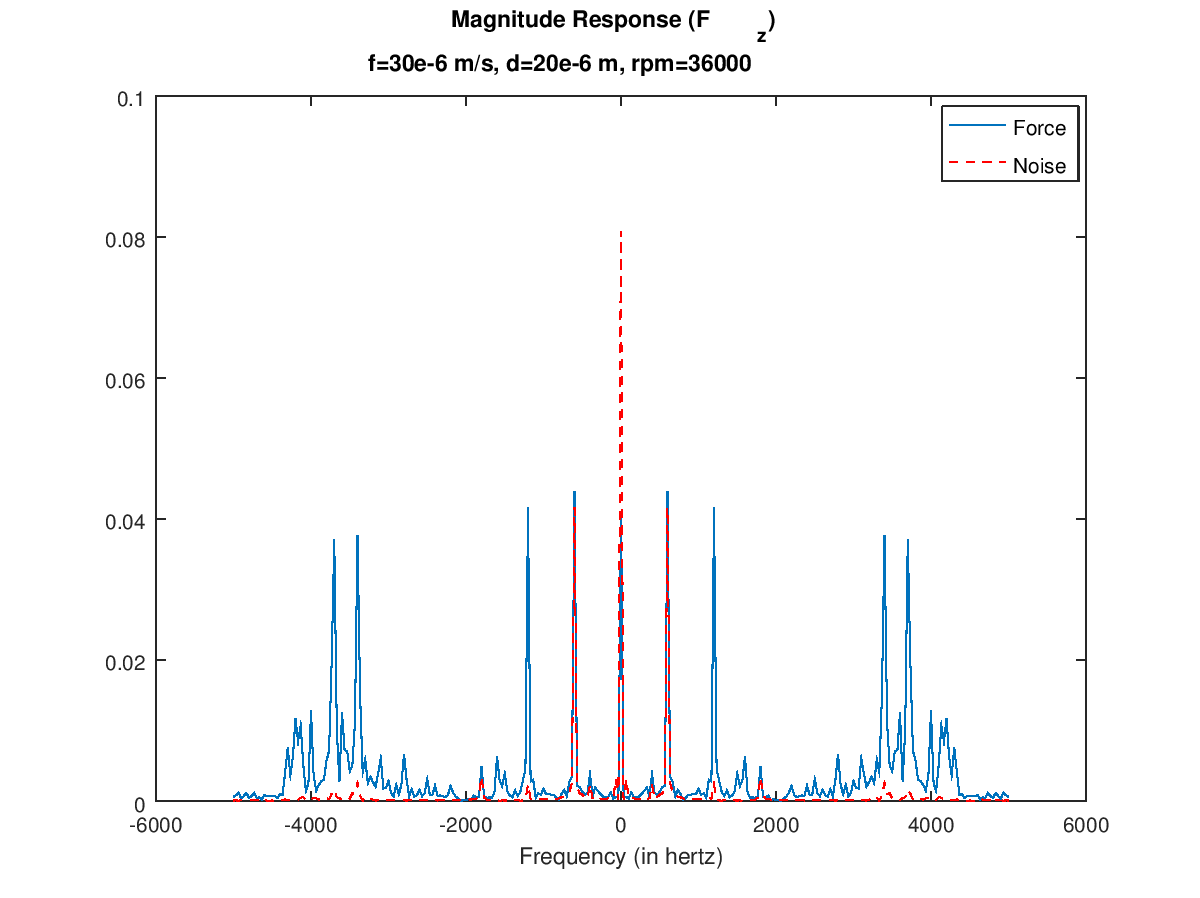 Magnitude Response (F_z)
f=30e-6 m/s, d=20e-6 m, rpm=36000
0.1
0.08
0.06
0.04
0.02
0
Force
Noise
-6000 -4000 -2000 0 2000 4000 6000
Frequency (in hertz)